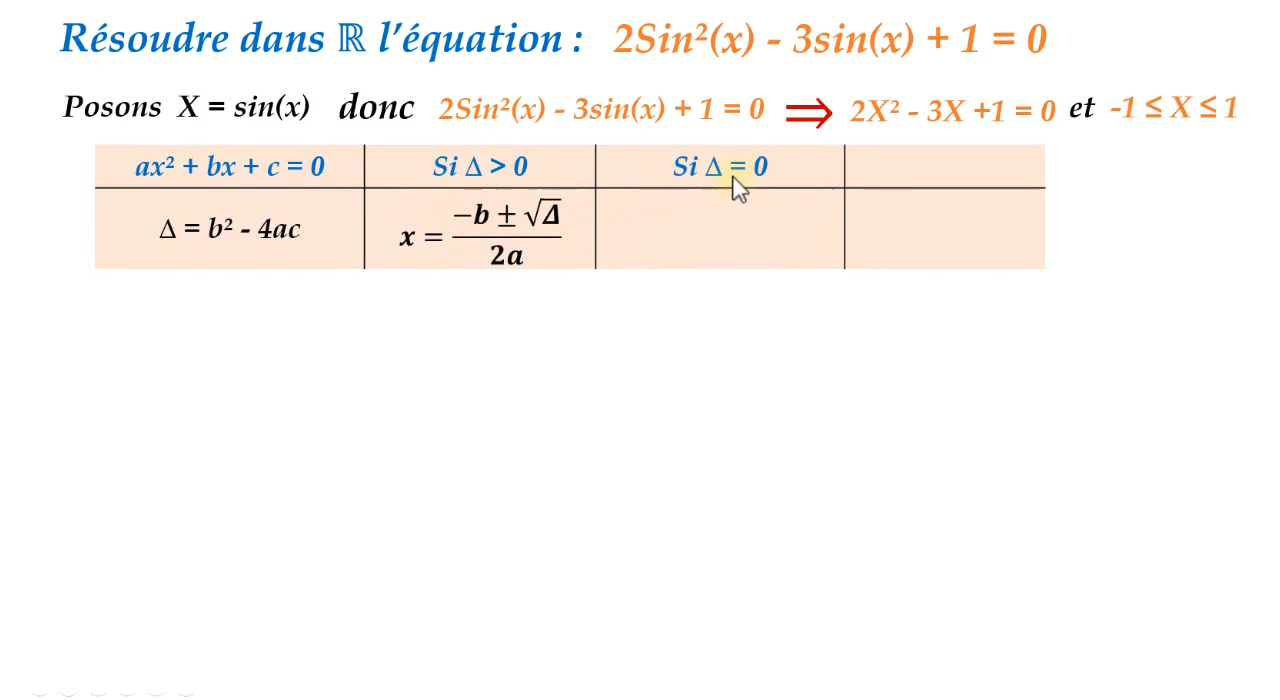 Résoudre dans ℝ l'équation : 2Sin²(x) - 3sin(x) + 1 = 0
Posons X = sin(x) donc 2Sin²(x) - 3sin(x) + 1 = 0 ⟹ 2X² - 3X +1 = 0 et -1 ≤ X ≤ 1
ax² + bx + c = 0 Si Δ > 0 Si Δ = 0
Δ = b² - 4ac x = (−b ± √Δ)/2a